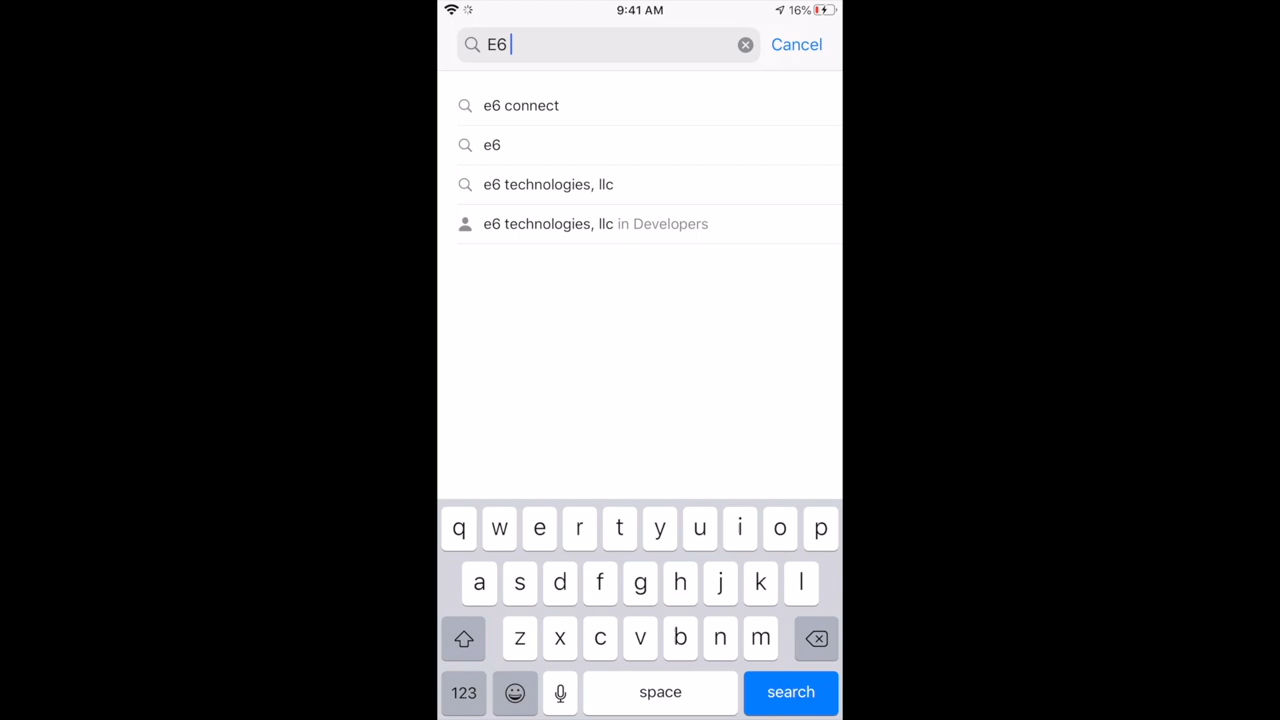 9:41 AM
16%
E6
Cancel
e6 connect
e6
e6 technologies, llc
e6 technologies, llc in Developers
q w e r t y u i o p
a s d f g h j k l
z x c v b n m
123
space
search